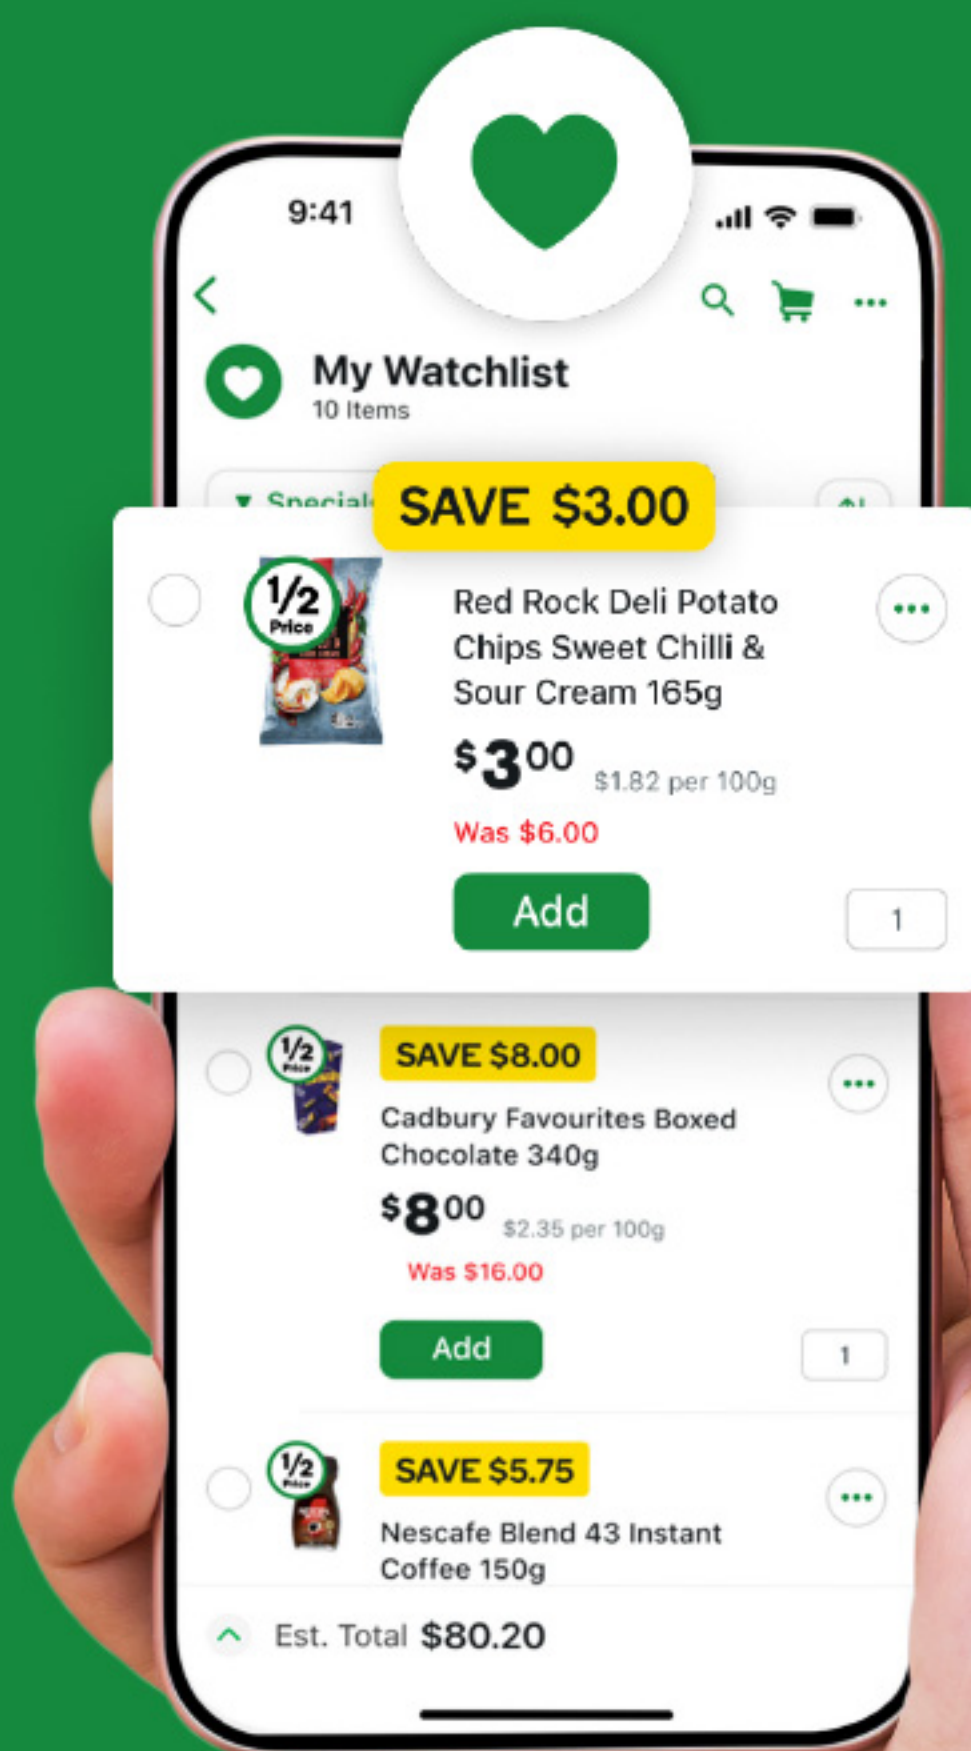 9:41
My Watchlist
10 Items
Specials
SAVE $3.00
1/2
Price
Red Rock Deli Potato
Chips Sweet Chilli &
Sour Cream 165g
$3 00
$1.82 per 100g
Was $6.00
Add
1
1/2
Price
SAVE $8.00
Cadbury Favourites Boxed
Chocolate 340g
$8 00
$2.35 per 100g
Was $16.00
Add
1
1/2
Price
SAVE $5.75
Nescafe Blend 43 Instant
Coffee 150g
Est. Total $80.20